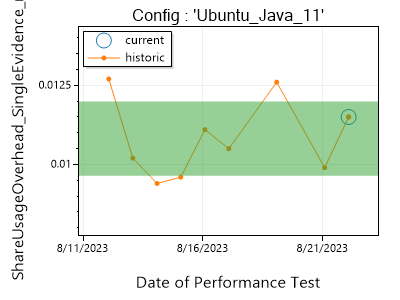 Config : 'Ubuntu_Java_11'
current
historic
ShareUsageOverhead_SingleEvidence_
0.0125
0.01
8/11/2023
8/16/2023
8/21/2023
Date of Performance Test